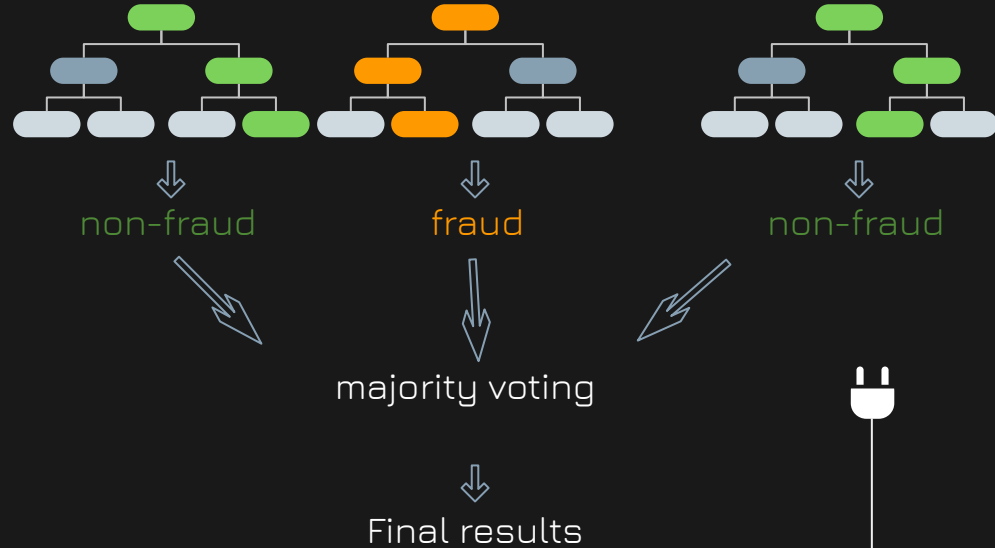 non-fraud
fraud
non-fraud
majority voting
Final results